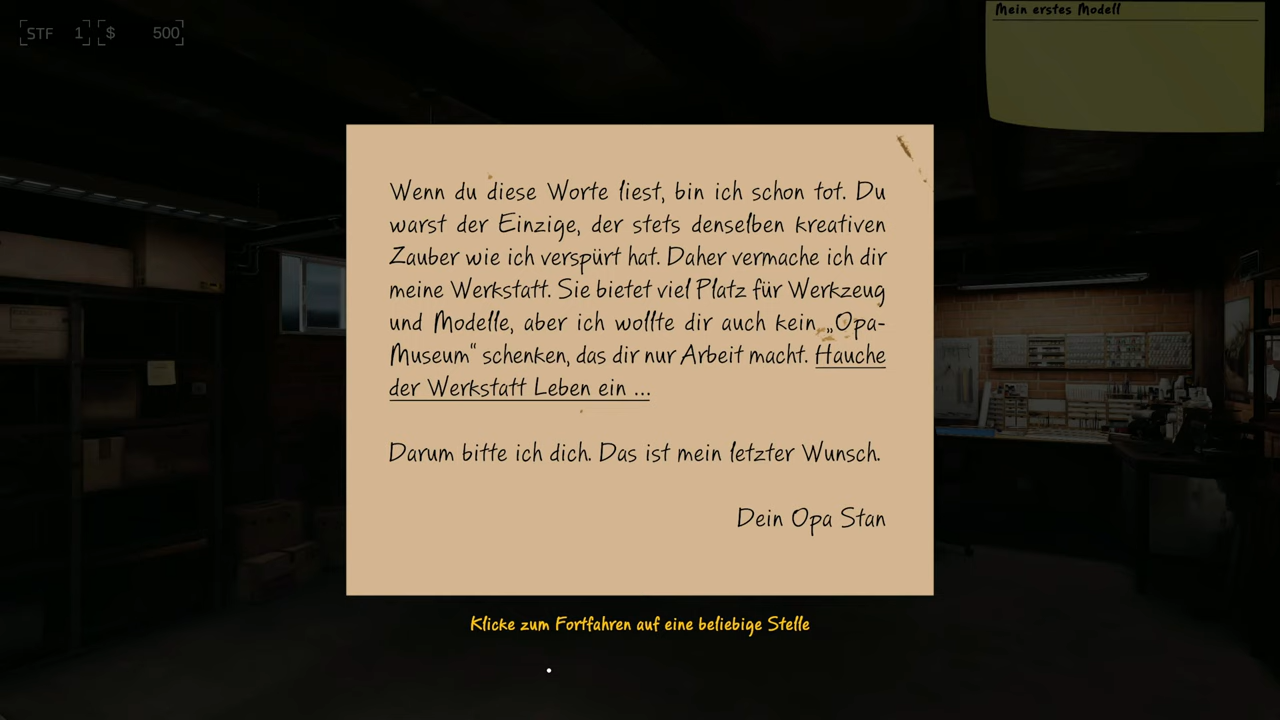 STF 1 $ 500
Mein erstes Modell
Wenn du diese Worte liest, bin ich schon tot. Du
warst der Einzige, der stets denselben kreativen
Zauber wie ich verspürt hat. Daher vermache ich dir
meine Werkstatt. Sie bietet viel Platz für Werkzeug
und Modelle, aber ich wollte dir auch kein „Opa-
Museum“ schenken, das dir nur Arbeit macht. Hauche
der Werkstatt Leben ein ...
Darum bitte ich dich. Das ist mein letzter Wunsch.
Dein Opa Stan
Klicke zum Fortfahren auf eine beliebige Stelle